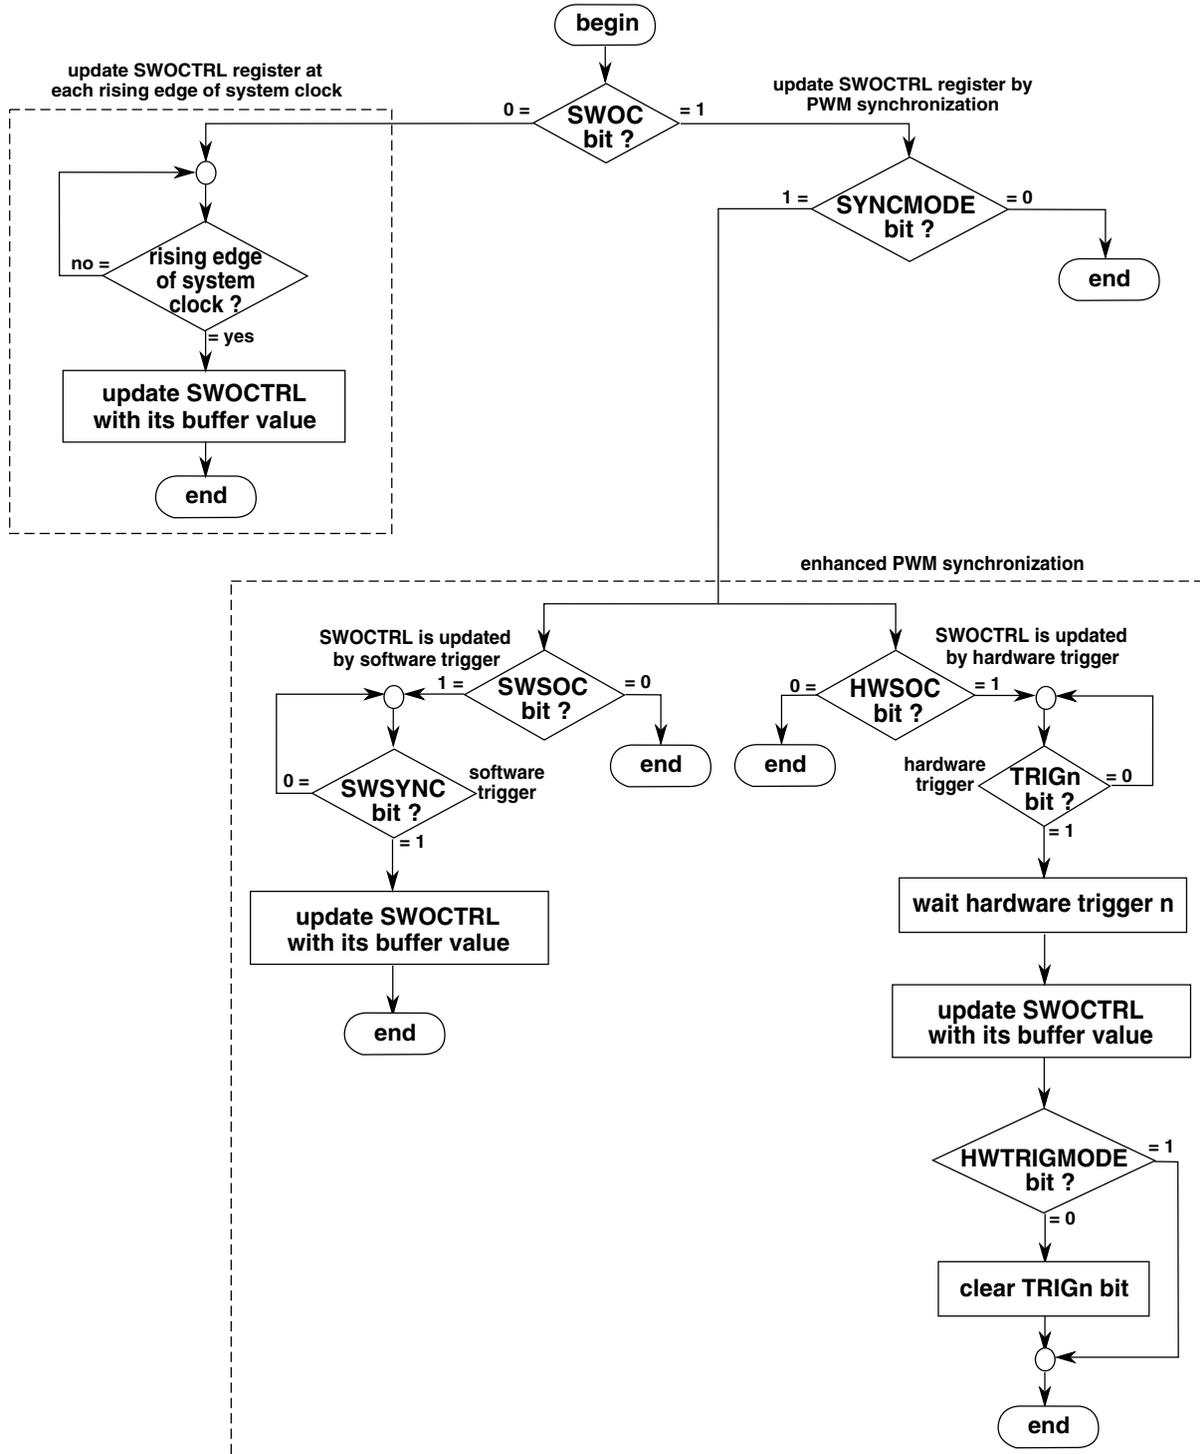 begin
update SWOCTRL register at
each rising edge of system clock
update SWOCTRL register by
PWM synchronization
0 =
SWOC
bit ?
= 1
1 =
SYNCMODE
bit ?
= 0
end
no =
rising edge
of system
clock ?
= yes
update SWOCTRL
with its buffer value
end
enhanced PWM synchronization
SWOCTRL is updated
by software trigger
1 =
SWSOC
bit ?
= 0
end
0 =
SWSYNC
bit ?
software
trigger
= 1
update SWOCTRL
with its buffer value
end
SWOCTRL is updated
by hardware trigger
0 =
HWSOC
bit ?
= 1
end
hardware
trigger
TRIGn
bit ?
= 0
= 1
wait hardware trigger n
update SWOCTRL
with its buffer value
HWTRIGMODE
bit ?
= 1
= 0
clear TRIGn bit
end